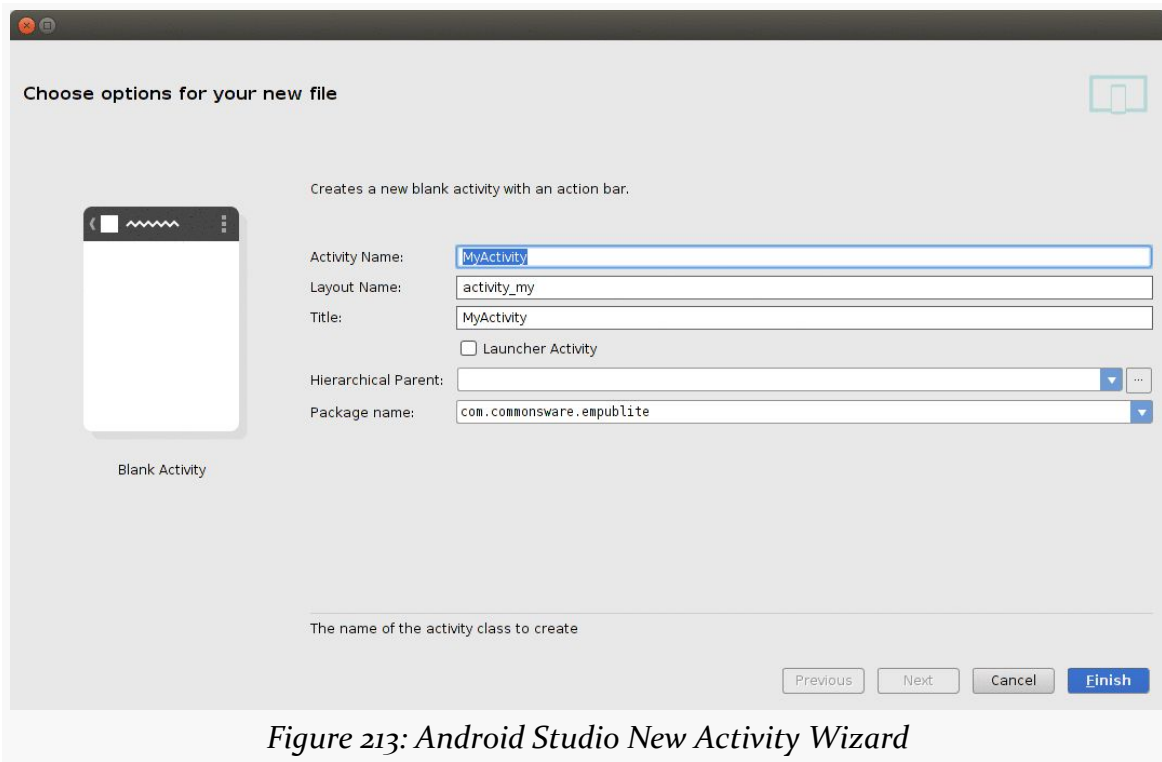 Choose options for your new file
Creates a new blank activity with an action bar.
Activity Name: MyActivity
Layout Name: activity_my
Title: MyActivity
Launcher Activity
Hierarchical Parent: ...
Package name: com.commonsware.empublite
Blank Activity
The name of the activity class to create
Previous Next Cancel Finish
Figure 213: Android Studio New Activity Wizard